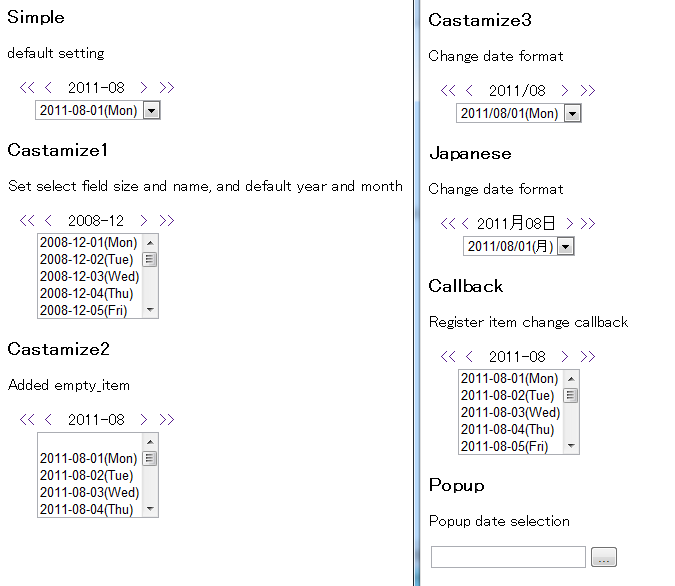 Simple
default setting
<< < 2011-08 > >>
2011-08-01(Mon)
Castamize1
Set select field size and name, and default year and month
<< < 2008-12 > >>
2008-12-01(Mon)
2008-12-02(Tue)
2008-12-03(Wed)
2008-12-04(Thu)
2008-12-05(Fri)
Castamize2
Added empty_item
<< < 2011-08 > >>
2011-08-01(Mon)
2011-08-02(Tue)
2011-08-03(Wed)
2011-08-04(Thu)
Castamize3
Change date format
<< < 2011/08 > >>
2011/08/01(Mon)
Japanese
Change date format
<< < 2011月08日 > >>
2011/08/01(月)
Callback
Register item change callback
<< < 2011-08 > >>
2011-08-01(Mon)
2011-08-02(Tue)
2011-08-03(Wed)
2011-08-04(Thu)
2011-08-05(Fri)
Popup
Popup date selection
...